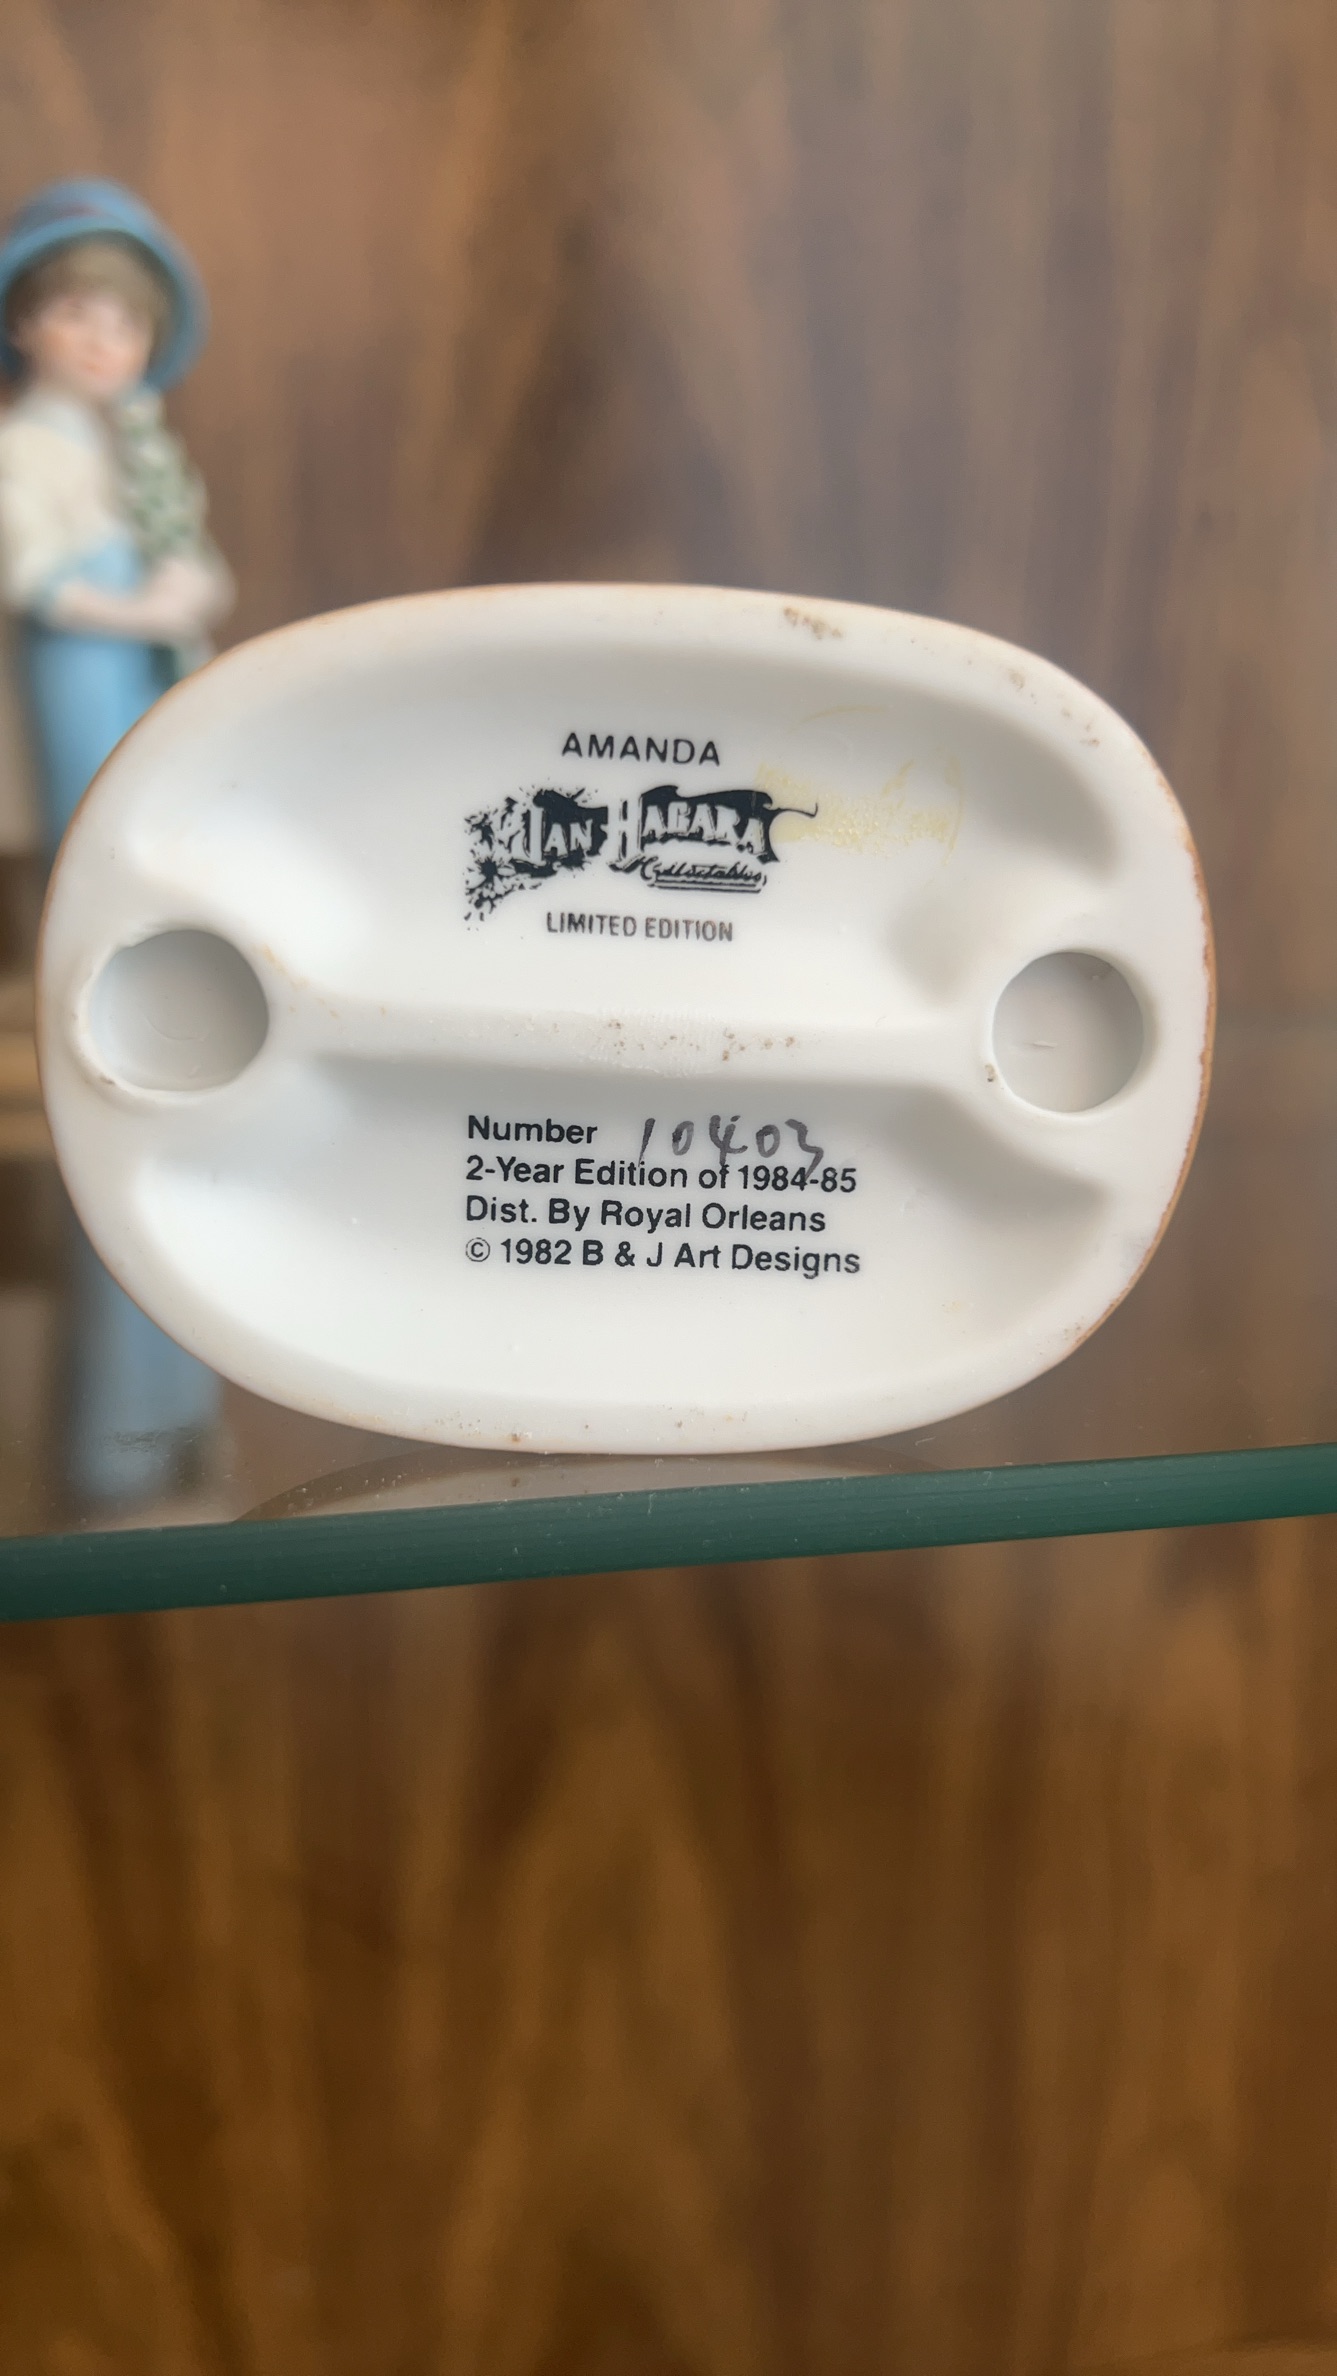 AMANDA
JAN HAGARA
Collectables
LIMITED EDITION
Number 10403
2-Year Edition of 1984-85
Dist. By Royal Orleans
© 1982 B & J Art Designs